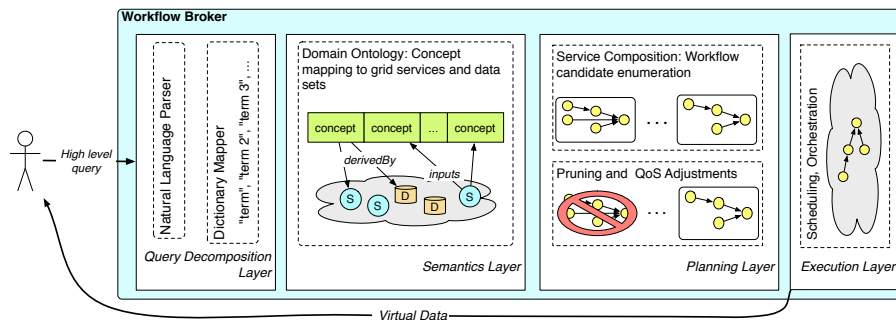 Workflow Broker
High level
query
Natural Language Parser
Dictionary Mapper
"term", "term 2", "term 3", ...
Query Decomposition
Layer
Domain Ontology: Concept
mapping to grid services and data
sets
concept
concept
...
concept
derivedBy
inputs
S
S
D
D
S
Semantics Layer
Service Composition: Workflow
candidate enumeration
. . .
Pruning and QoS Adjustments
. . .
Planning Layer
Scheduling, Orchestration
Execution Layer
Virtual Data